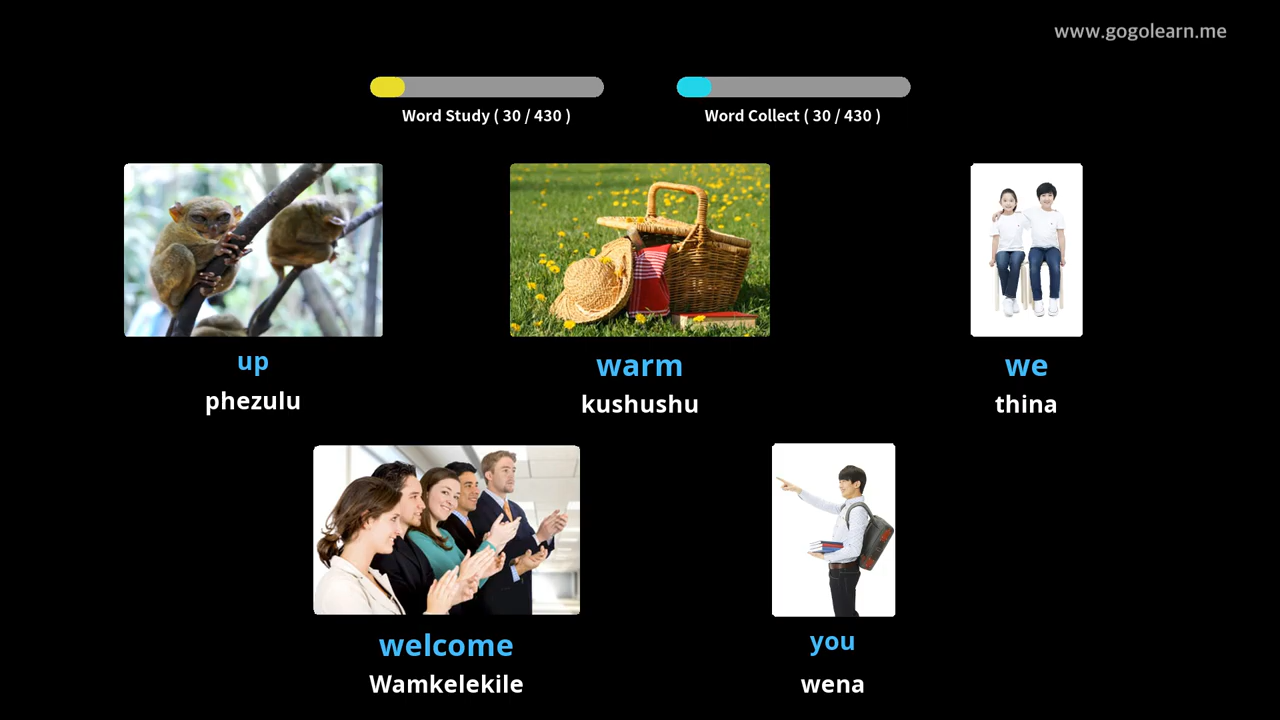 www.gogolearn.me
Word Study ( 30 / 430 )
Word Collect ( 30 / 430 )
up
phezulu
warm
kushushu
we
thina
welcome
Wamkelekile
you
wena